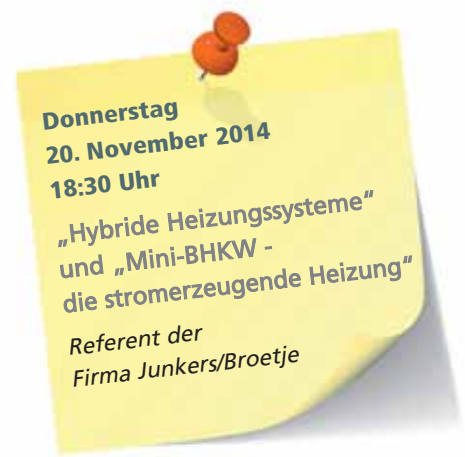 Donnerstag
20. November 2014
18:30 Uhr
„Hybride Heizungssysteme“
und „Mini-BHKW -
die stromerzeugende Heizung“
Referent der
Firma Junkers/Broetje